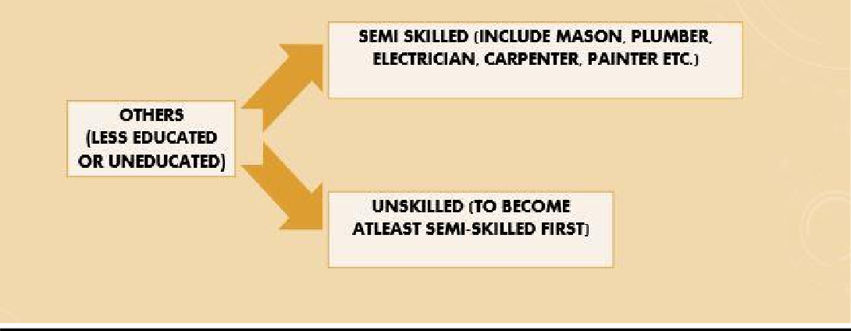 SEMI SKILLED (INCLUDE MASON, PLUMBER,
ELECTRICIAN, CARPENTER, PAINTER ETC.)
OTHERS
(LESS EDUCATED
OR UNEDUCATED)
UNSKILLED (TO BECOME
ATLEAST SEMI-SKILLED FIRST)